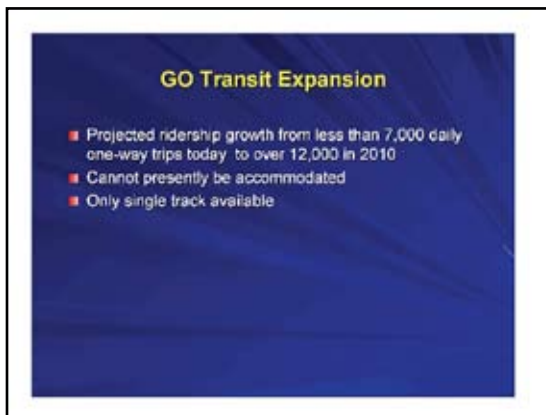 GO Transit Expansion
Projected ridership growth from less than 7,000 daily
one-way trips today to over 12,000 in 2010
Cannot presently be accommodated
Only single track available